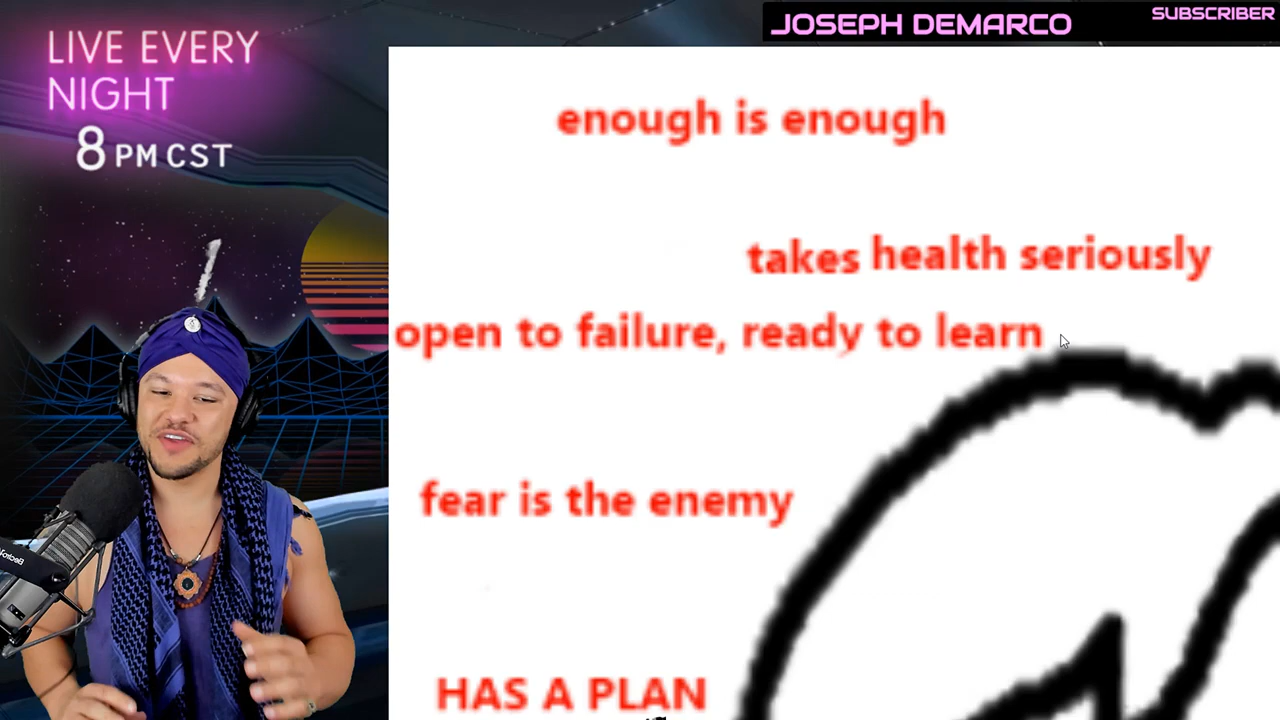 LIVE EVERY
NIGHT
8 PM CST
JOSEPH DEMARCO
SUBSCRIBER
enough is enough
takes health seriously
open to failure, ready to learn
fear is the enemy
HAS A PLAN